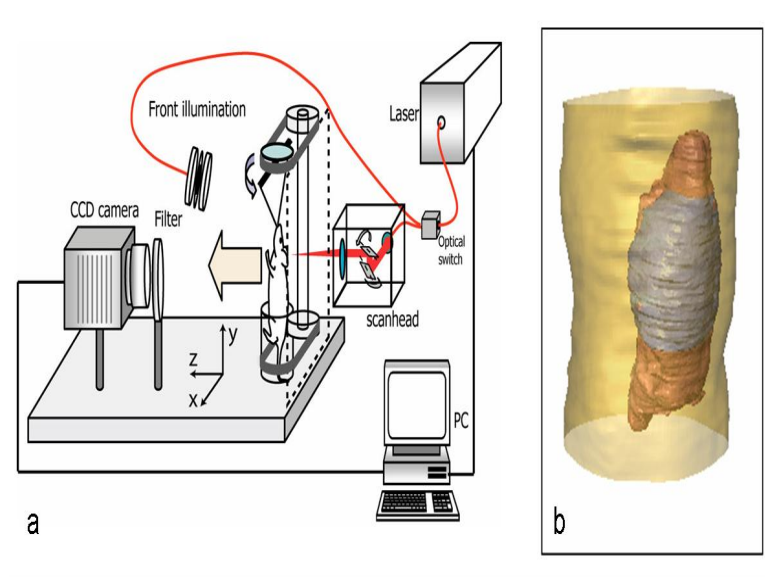 Front illumination
Laser
CCD camera
Filter
Optical
switch
scanhead
y
z
x
PC
a
b